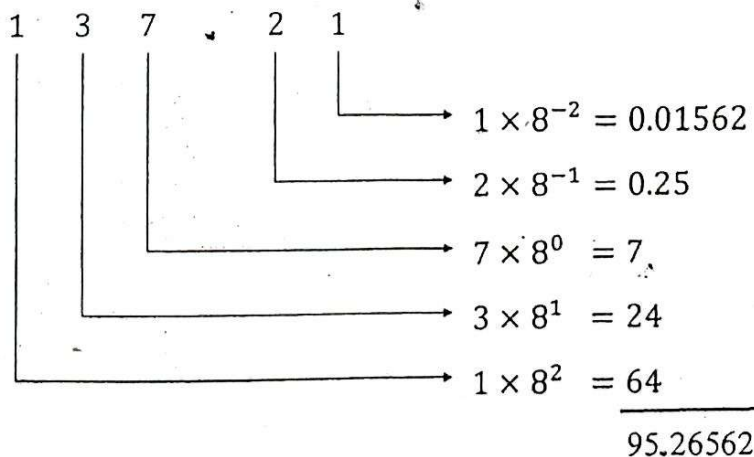 1 3 7 . 2 1
1 × 8⁻² = 0.01562
2 × 8⁻¹ = 0.25
7 × 8⁰ = 7
3 × 8¹ = 24
1 × 8² = 64
95.26562